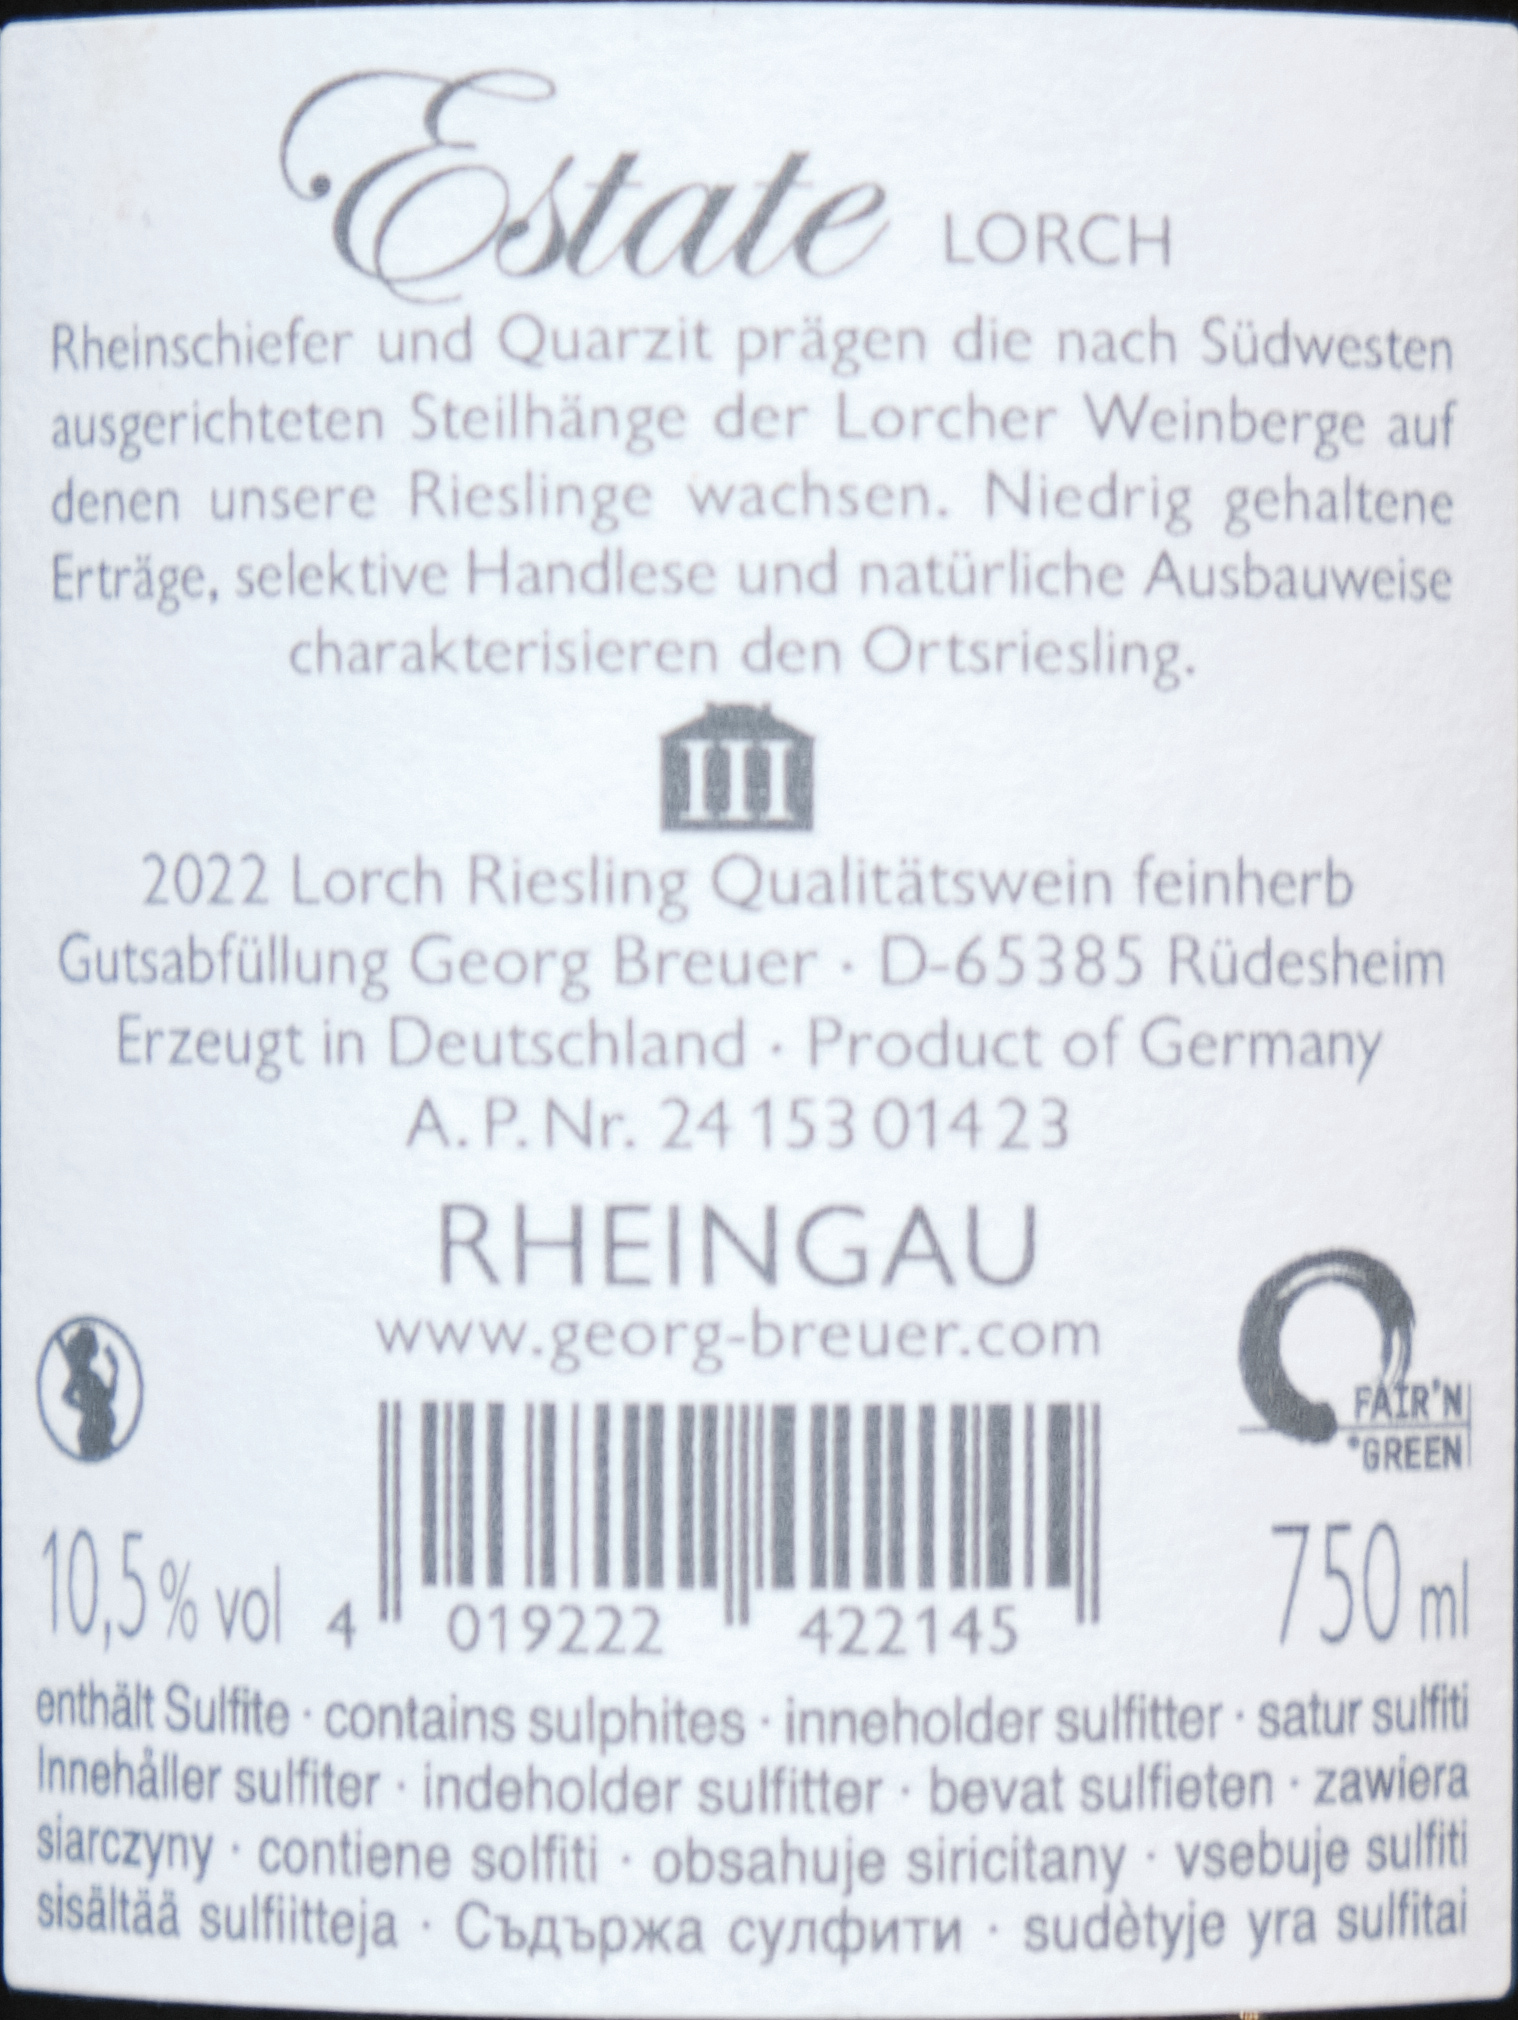 Estate LORCH
Rheinschiefer und Quarzit prägen die nach Südwesten
ausgerichteten Steilhänge der Lorcher Weinberge auf
denen unsere Rieslinge wachsen. Niedrig gehaltene
Erträge, selektive Handlese und natürliche Ausbauweise
charakterisieren den Ortsriesling.
2022 Lorch Riesling Qualitätswein feinherb
Gutsabfüllung Georg Breuer · D-65385 Rüdesheim
Erzeugt in Deutschland · Product of Germany
A. P. Nr. 24 153 014 23
RHEINGAU
www.georg-breuer.com
FAIR'N
GREEN
10,5 % vol
4 019222 422145
750 ml
enthält Sulfite · contains sulphites · inneholder sulfitter · satur sulfiti
Innehåller sulfiter · indeholder sulfitter · bevat sulfieten · zawiera
siarczyny · contiene solfiti · obsahuje siricitany · vsebuje sulfiti
sisältää sulfiitteja · Съдържа сулфити · sudètyje yra sulfitai